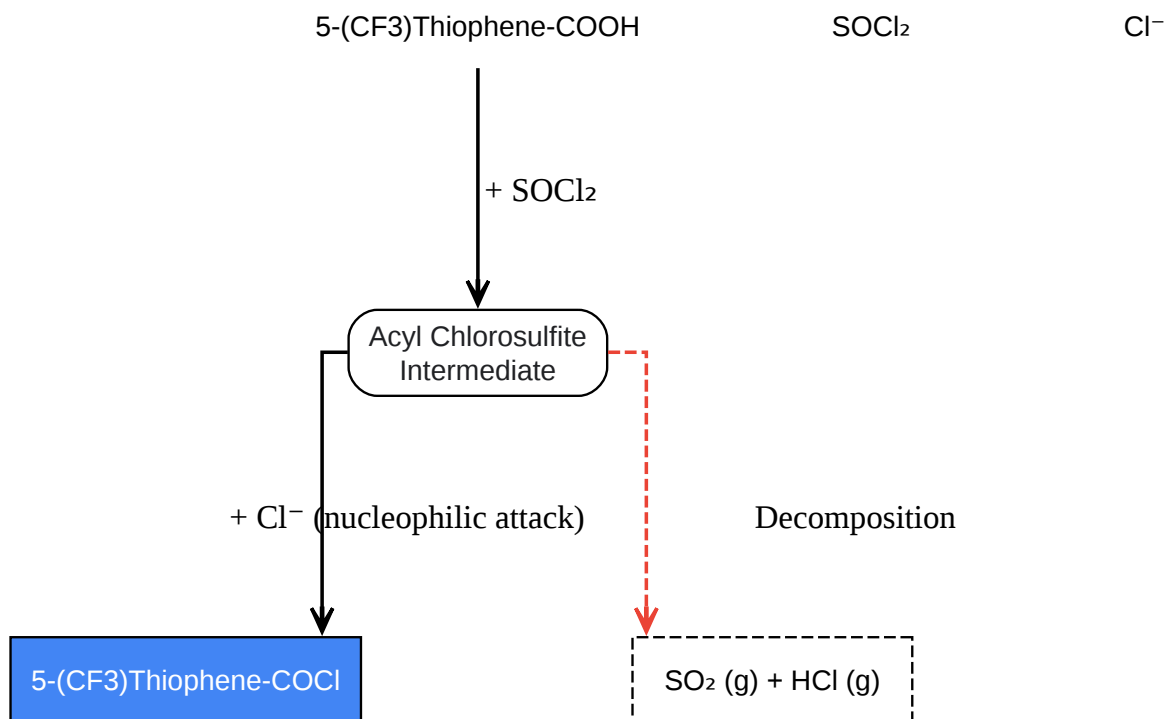 5-(CF3)Thiophene-COOH SOCl₂ Cl⁻
+ SOCl₂
Acyl Chlorosulfite
Intermediate
+ Cl⁻ (nucleophilic attack) Decomposition
5-(CF3)Thiophene-COCl SO₂ (g) + HCl (g)